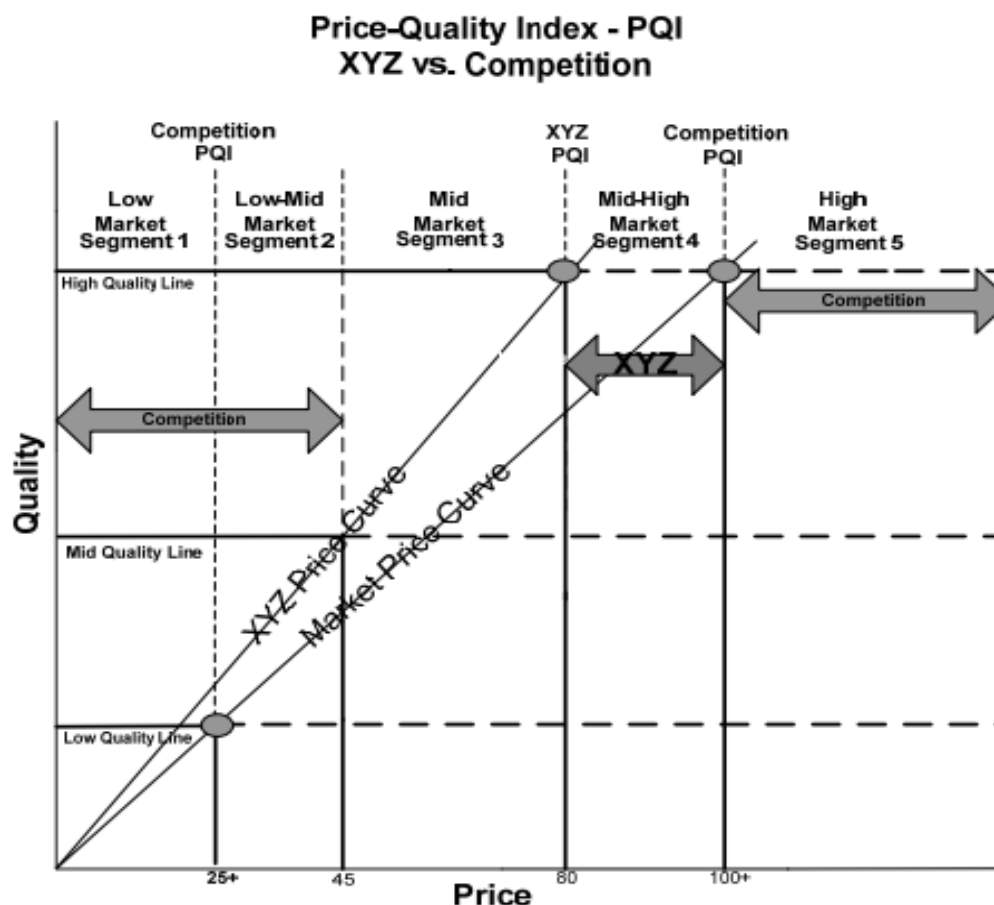 Price-Quality Index - PQI
XYZ vs. Competition
Competition
PQI
XYZ
PQI
Competition
PQI
Low
Market
Segment 1
Low-Mid
Market
Segment 2
Mid
Market
Segment 3
Mid-High
Market
Segment 4
High
Market
Segment 5
High Quality Line
Competition
XYZ
Competition
Quality
XYZ Price Curve
Market Price Curve
Mid Quality Line
Low Quality Line
25+
45
80
100+
Price